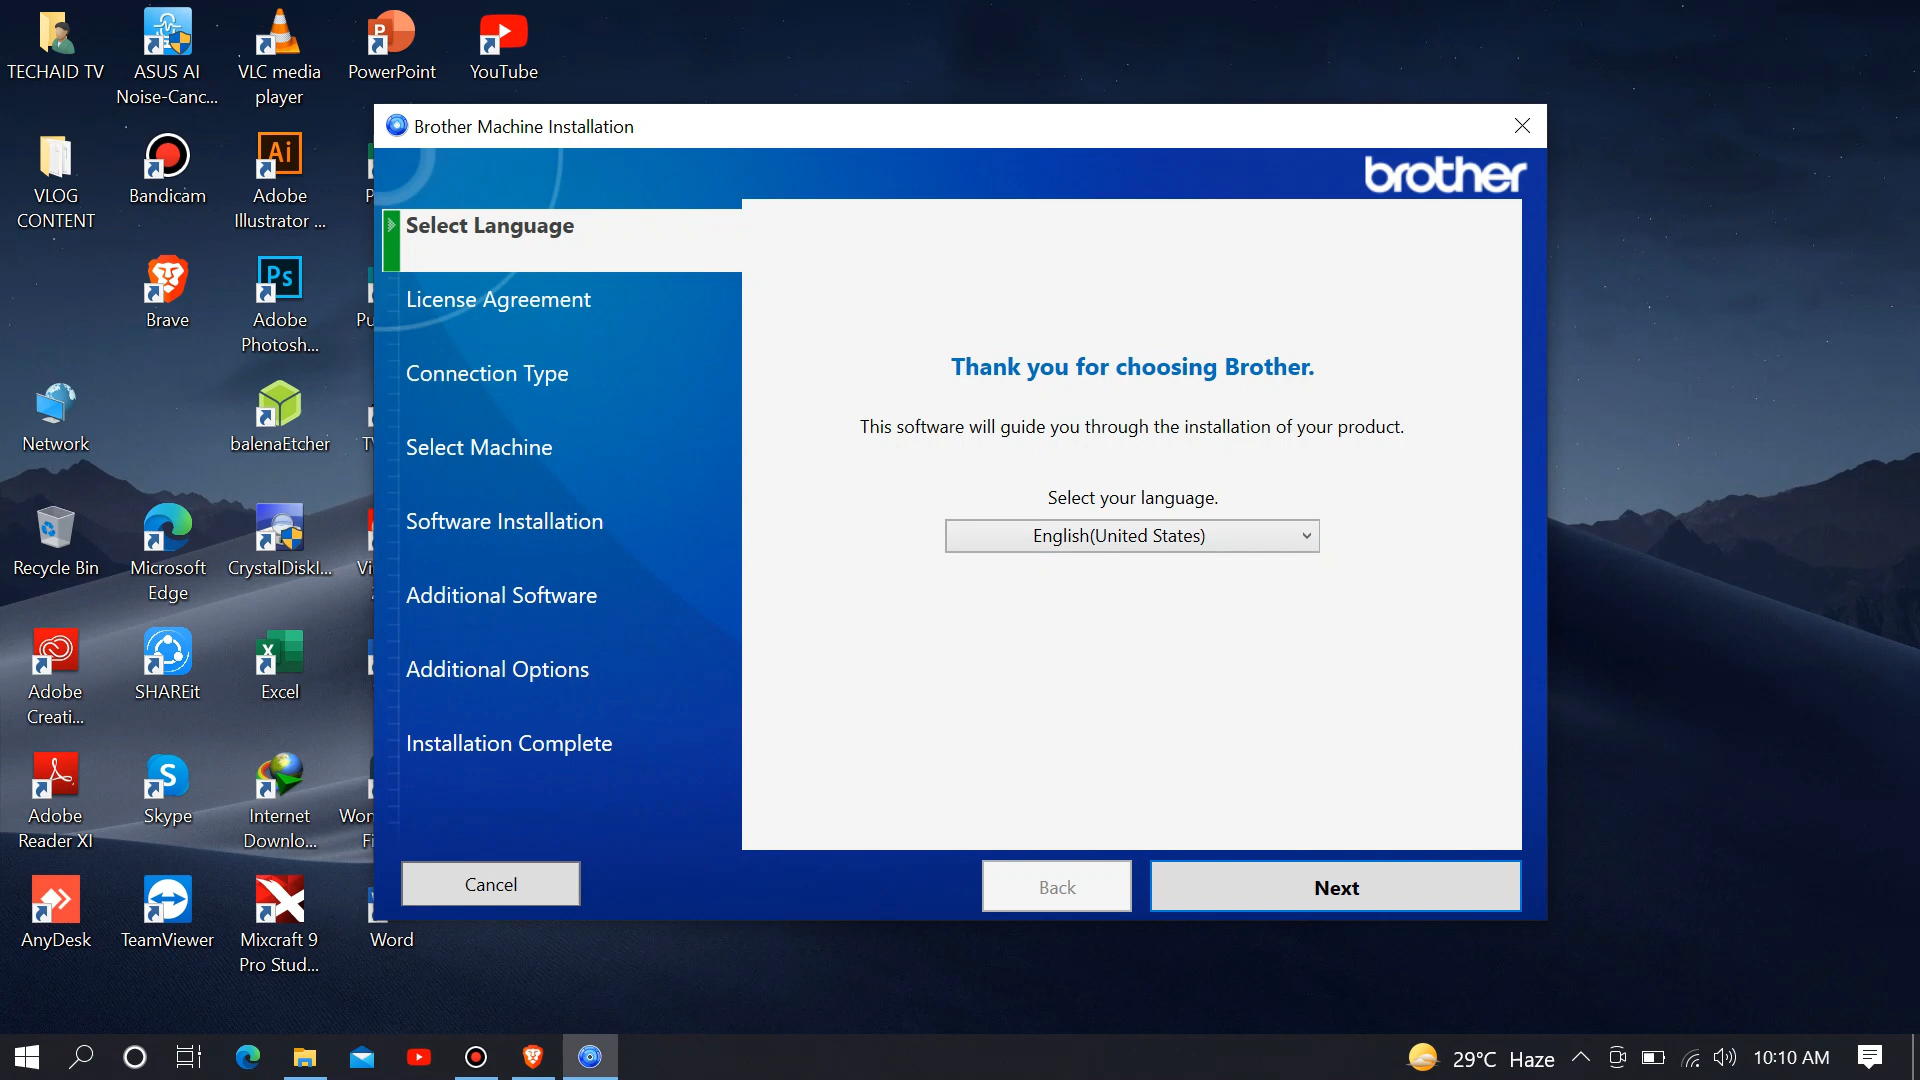 TECHAID TV
ASUS AI
Noise-Canc...
VLC media
player
PowerPoint
YouTube
VLOG
CONTENT
Bandicam
Adobe
Illustrator ...
Brave
Adobe
Photosh...
Network
balenaEtcher
Recycle Bin
Microsoft
Edge
CrystalDiskI...
Adobe
Creati...
SHAREit
Excel
Adobe
Reader XI
Skype
Internet
Downlo...
AnyDesk
TeamViewer
Mixcraft 9
Pro Stud...
Word
Brother Machine Installation
brother
Select Language
License Agreement
Connection Type
Select Machine
Software Installation
Additional Software
Additional Options
Installation Complete
Thank you for choosing Brother.
This software will guide you through the installation of your product.
Select your language.
English(United States)
Cancel
Back
Next
29°C Haze
10:10 AM